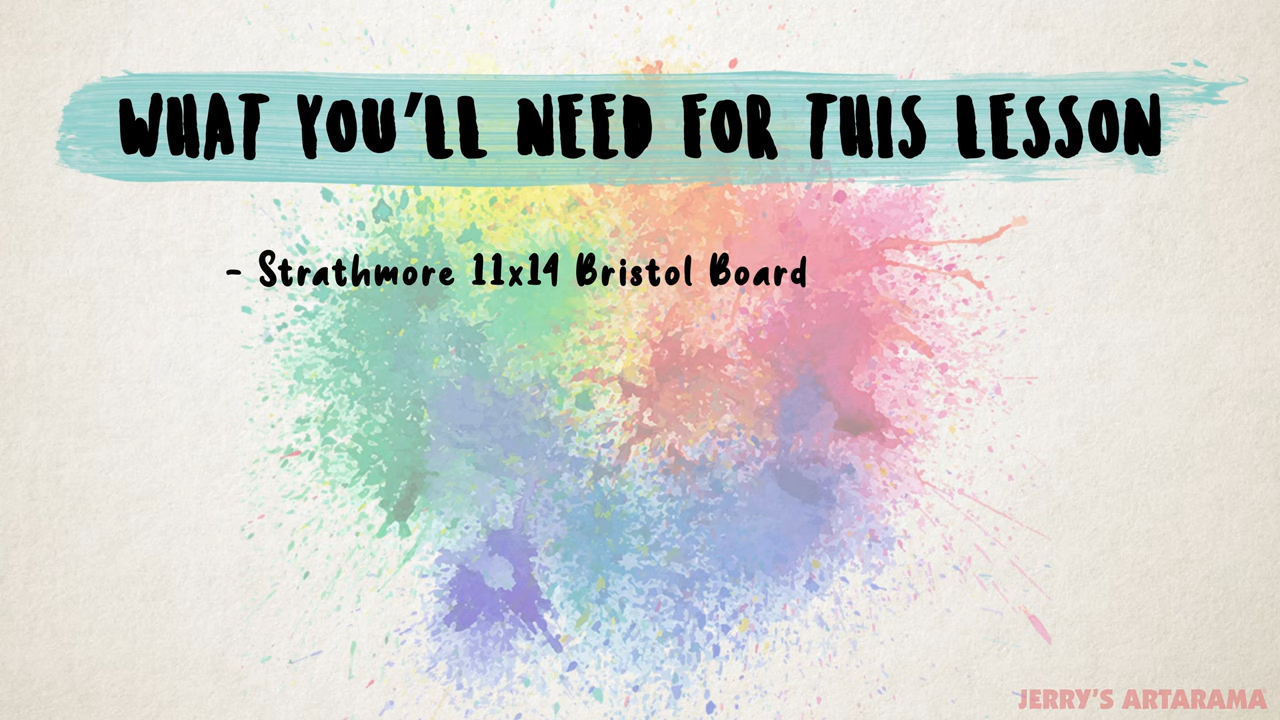 WHAT YOU'LL NEED FOR THIS LESSON
- Strathmore 11x14 Bristol Board
JERRY'S ARTARAMA